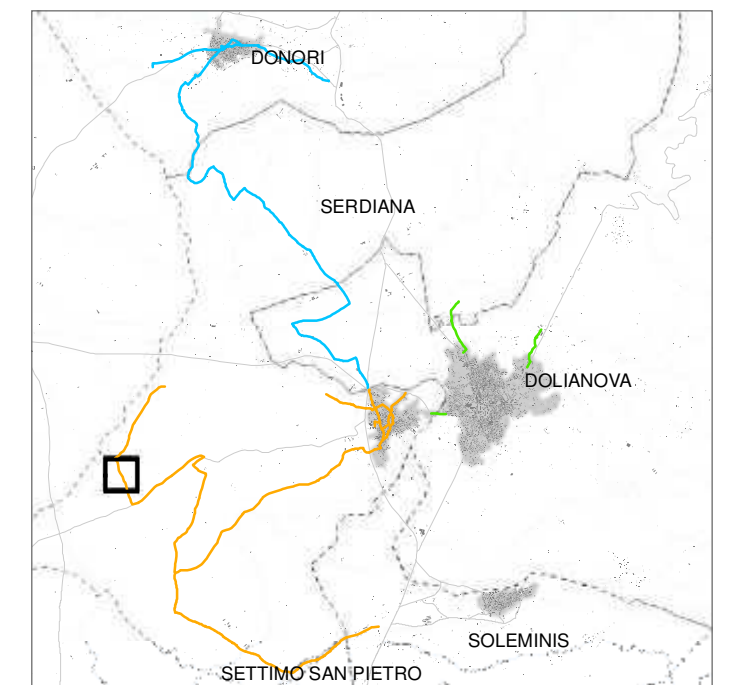 DONORI
SERDIANA
DOLIANOVA
SOLEMINIS
SETTIMO SAN PIETRO